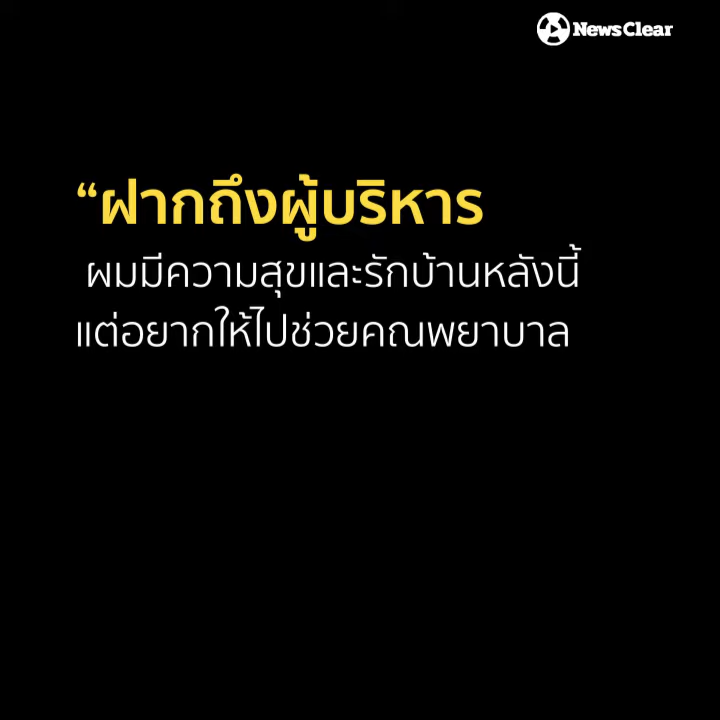 NewsClear
“ฝากถึงผู้บริหาร
ผมมีความสุขและรักบ้านหลังนี้
แต่อยากให้ไปช่วยคณพยาบาล